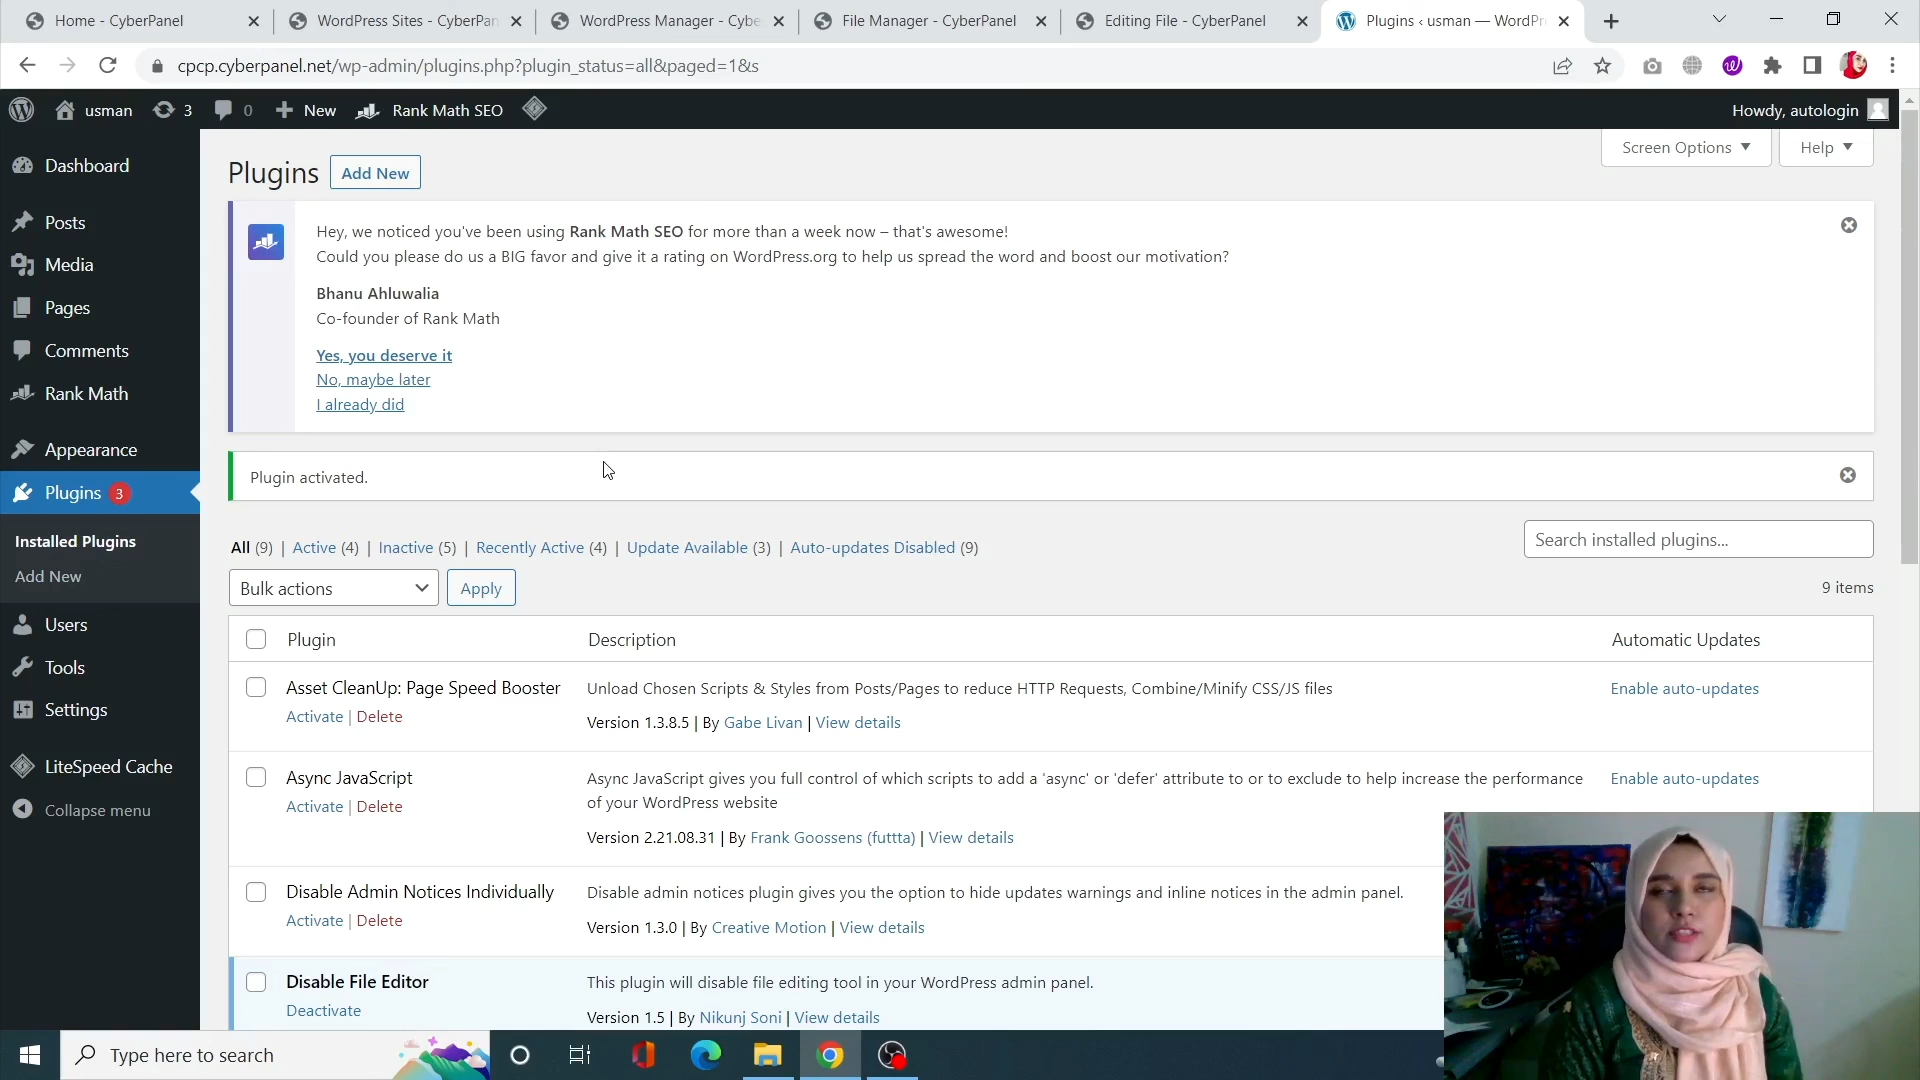 Home - CyberPanel
WordPress Sites - CyberPan
WordPress Manager - Cybe
File Manager - CyberPanel
Editing File - CyberPanel
Plugins ‹ usman — WordPr
cpcp.cyberpanel.net/wp-admin/plugins.php?plugin_status=all&paged=1&s
usman
3
0
New
Rank Math SEO
Howdy, autologin
Dashboard
Posts
Media
Pages
Comments
Rank Math
Appearance
Plugins 3
Installed Plugins
Add New
Users
Tools
Settings
LiteSpeed Cache
Collapse menu
Screen Options
Help
Plugins
Add New
Hey, we noticed you've been using Rank Math SEO for more than a week now – that's awesome!
Could you please do us a BIG favor and give it a rating on WordPress.org to help us spread the word and boost our motivation?
Bhanu Ahluwalia
Co-founder of Rank Math
Yes, you deserve it
No, maybe later
I already did
Plugin activated.
All (9) | Active (4) | Inactive (5) | Recently Active (4) | Update Available (3) | Auto-updates Disabled (9)
Search installed plugins...
Bulk actions
Apply
9 items
Plugin
Description
Automatic Updates
Asset CleanUp: Page Speed Booster
Activate | Delete
Unload Chosen Scripts & Styles from Posts/Pages to reduce HTTP Requests, Combine/Minify CSS/JS files
Version 1.3.8.5 | By Gabe Livan | View details
Enable auto-updates
Async JavaScript
Activate | Delete
Async JavaScript gives you full control of which scripts to add a 'async' or 'defer' attribute to or to exclude to help increase the performance
of your WordPress website
Version 2.21.08.31 | By Frank Goossens (futtta) | View details
Enable auto-updates
Disable Admin Notices Individually
Activate | Delete
Disable admin notices plugin gives you the option to hide updates warnings and inline notices in the admin panel.
Version 1.3.0 | By Creative Motion | View details
Disable File Editor
Deactivate
This plugin will disable file editing tool in your WordPress admin panel.
Version 1.5 | By Nikunj Soni | View details
Type here to search